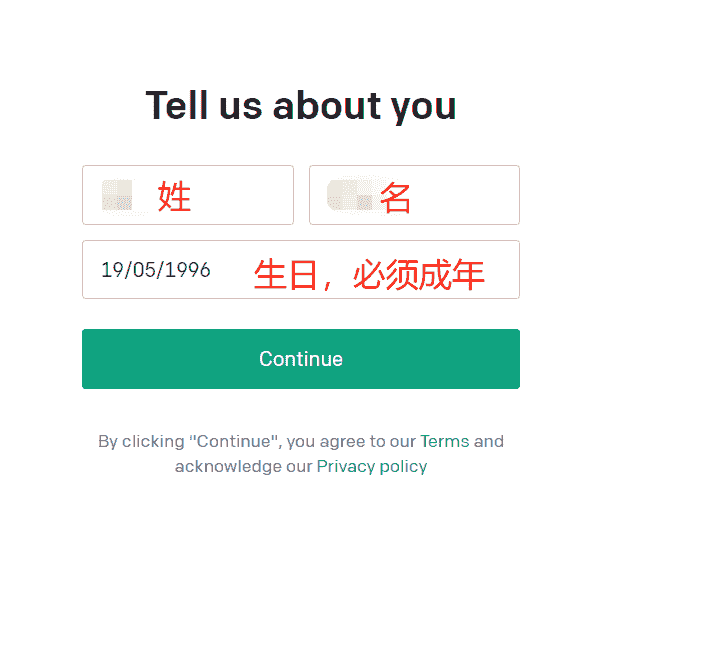 Tell us about you
姓
名
19/05/1996 生日，必须成年
Continue
By clicking "Continue", you agree to our Terms and
acknowledge our Privacy policy